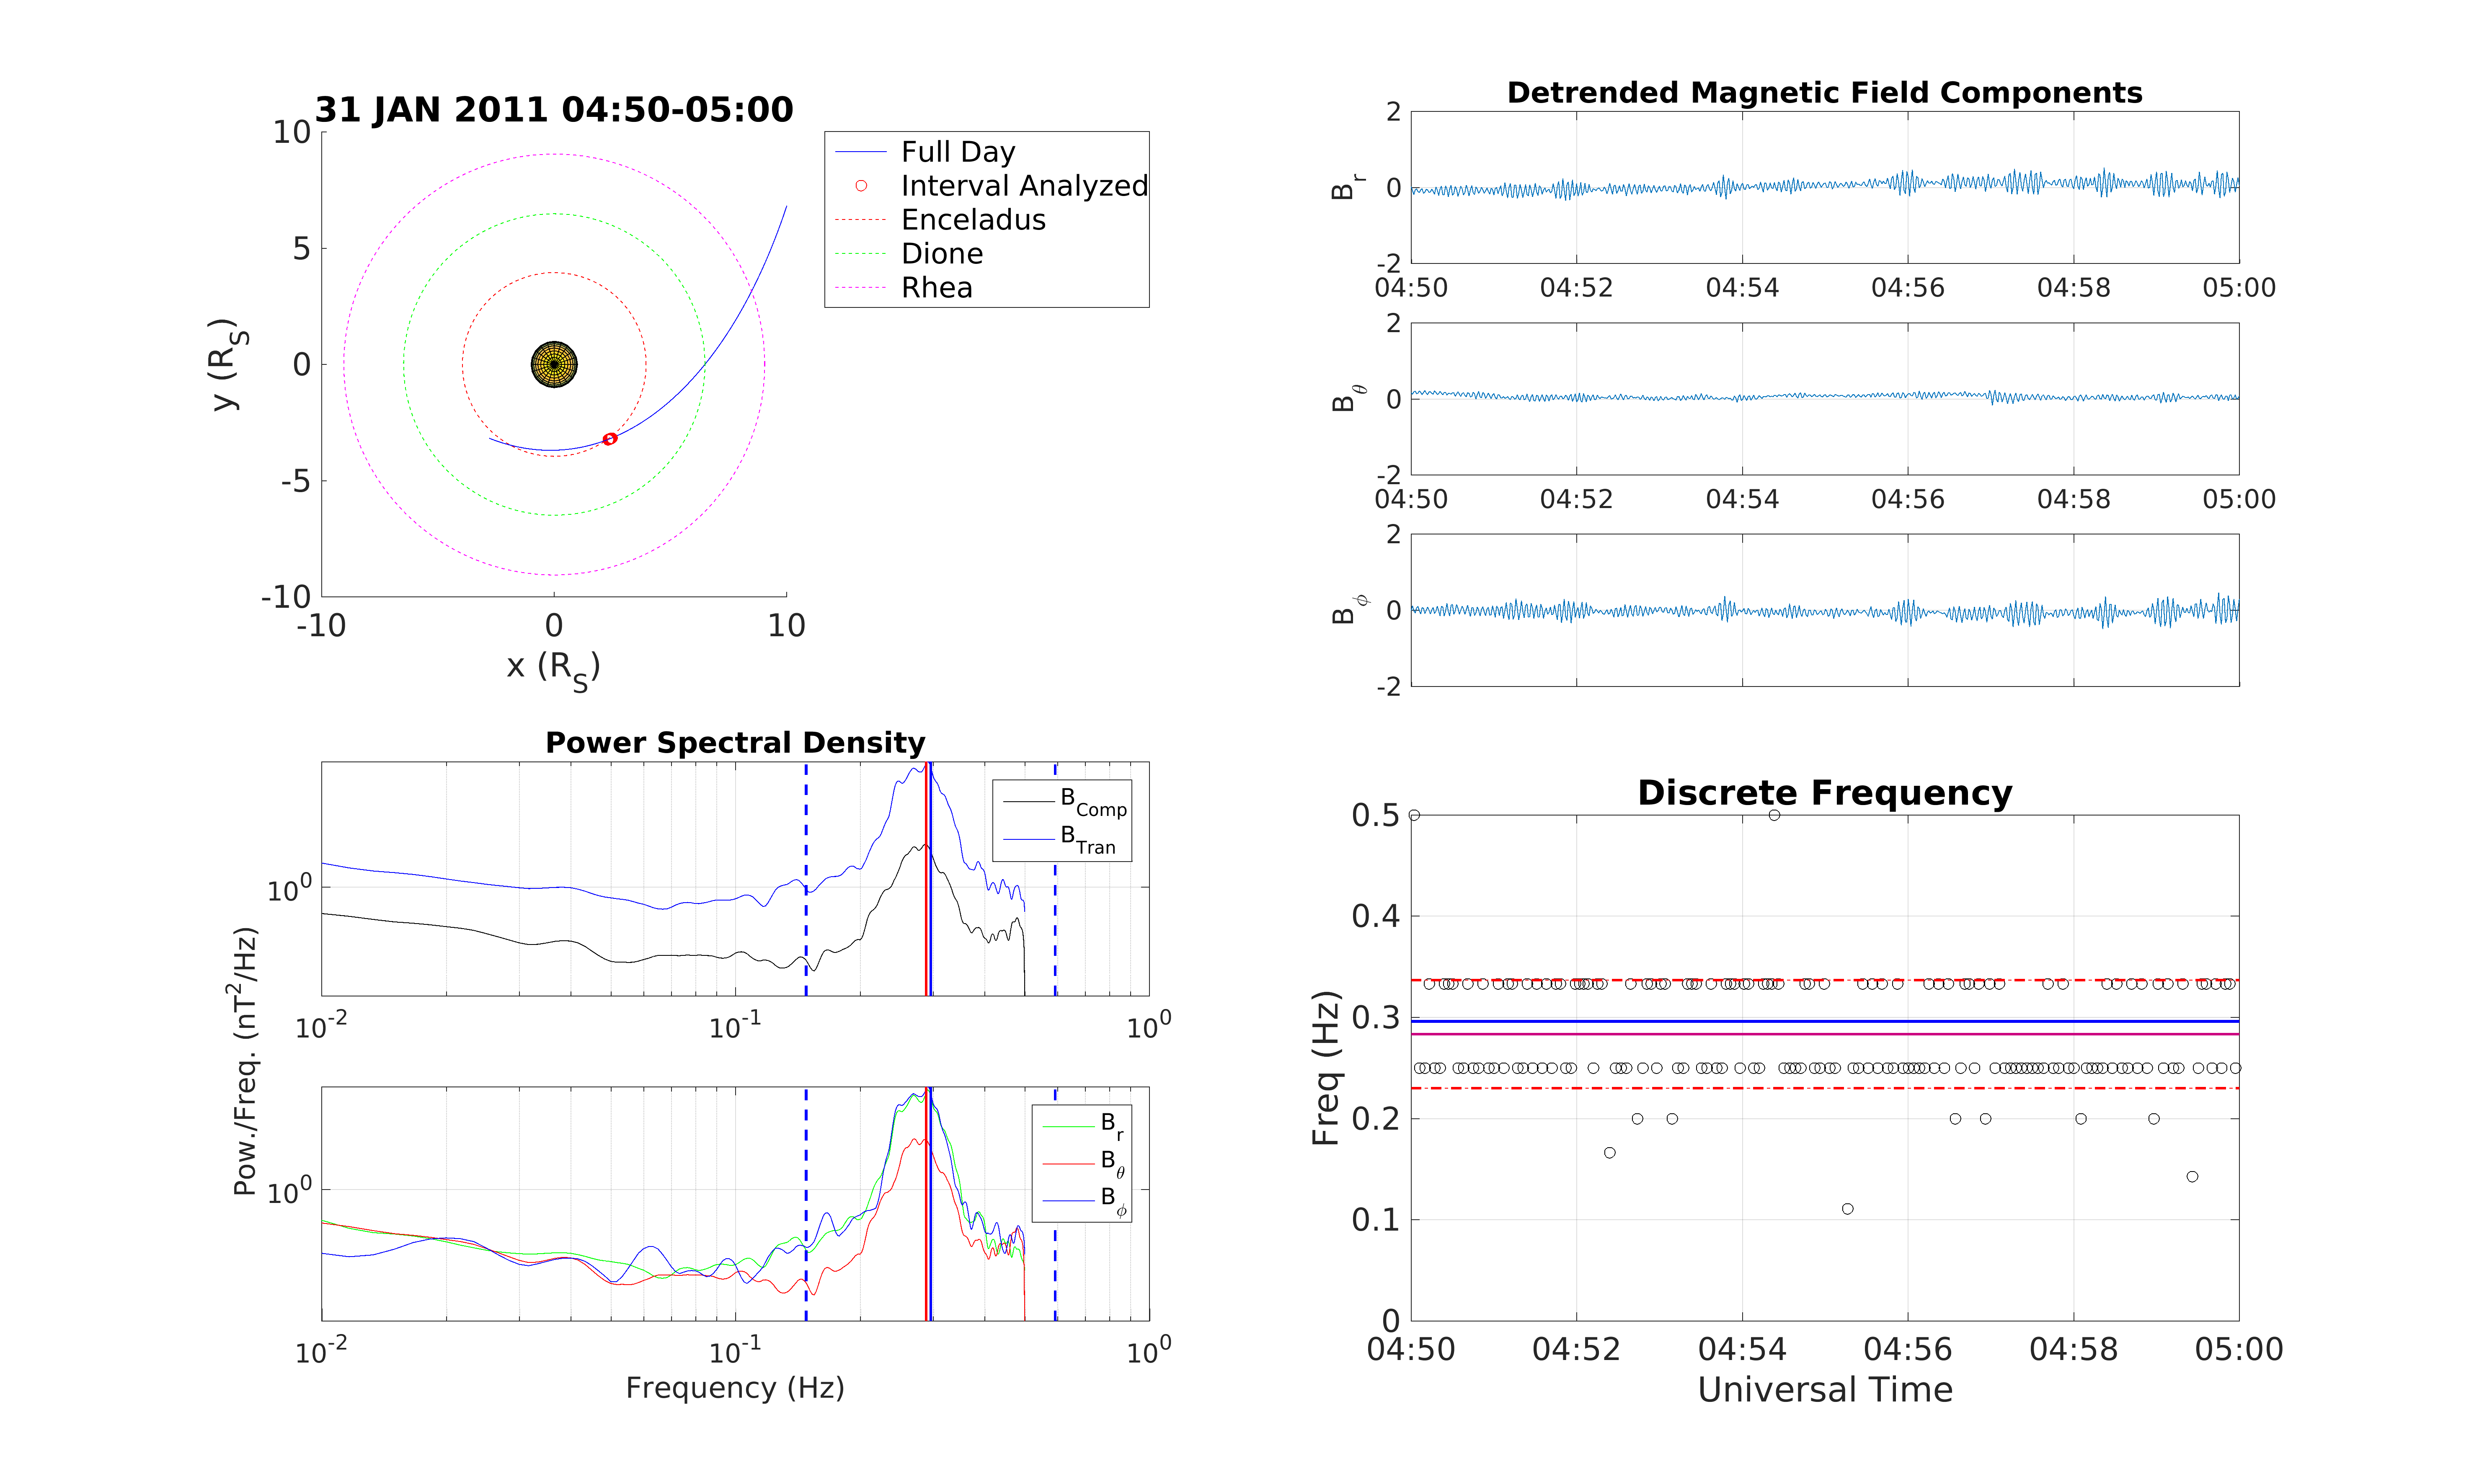 31 JAN 2011 04:50-05:00
10
5
0
-5
-10
-10 0 10
y (R_S)
x (R_S)
Full Day
Interval Analyzed
Enceladus
Dione
Rhea
Detrended Magnetic Field Components
2
0
-2
B_r
04:50 04:52 04:54 04:56 04:58 05:00
2
0
-2
B_θ
04:50 04:52 04:54 04:56 04:58 05:00
2
0
-2
B_ϕ
Power Spectral Density
10^0
B_Comp
B_Tran
10^-2 10^-1 10^0
Pow./Freq. (nT^2/Hz)
10^0
B_r
B_θ
B_ϕ
10^-2 10^-1 10^0
Frequency (Hz)
Discrete Frequency
0.5
0.4
0.3
0.2
0.1
0
Freq (Hz)
04:50 04:52 04:54 04:56 04:58 05:00
Universal Time